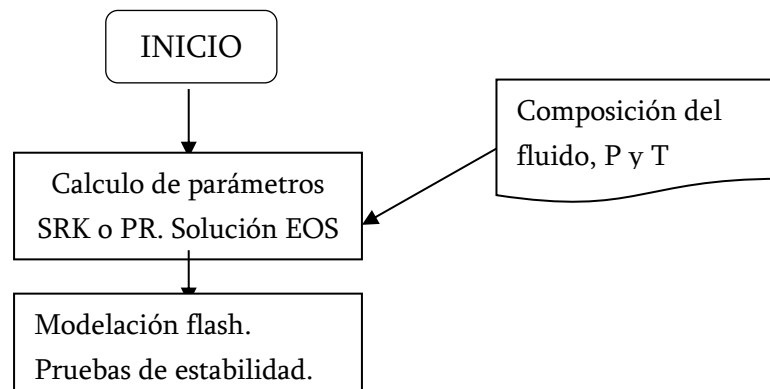 INICIO
Composición del
fluido, P y T
Calculo de parámetros
SRK o PR. Solución EOS
Modelación flash.
Pruebas de estabilidad.